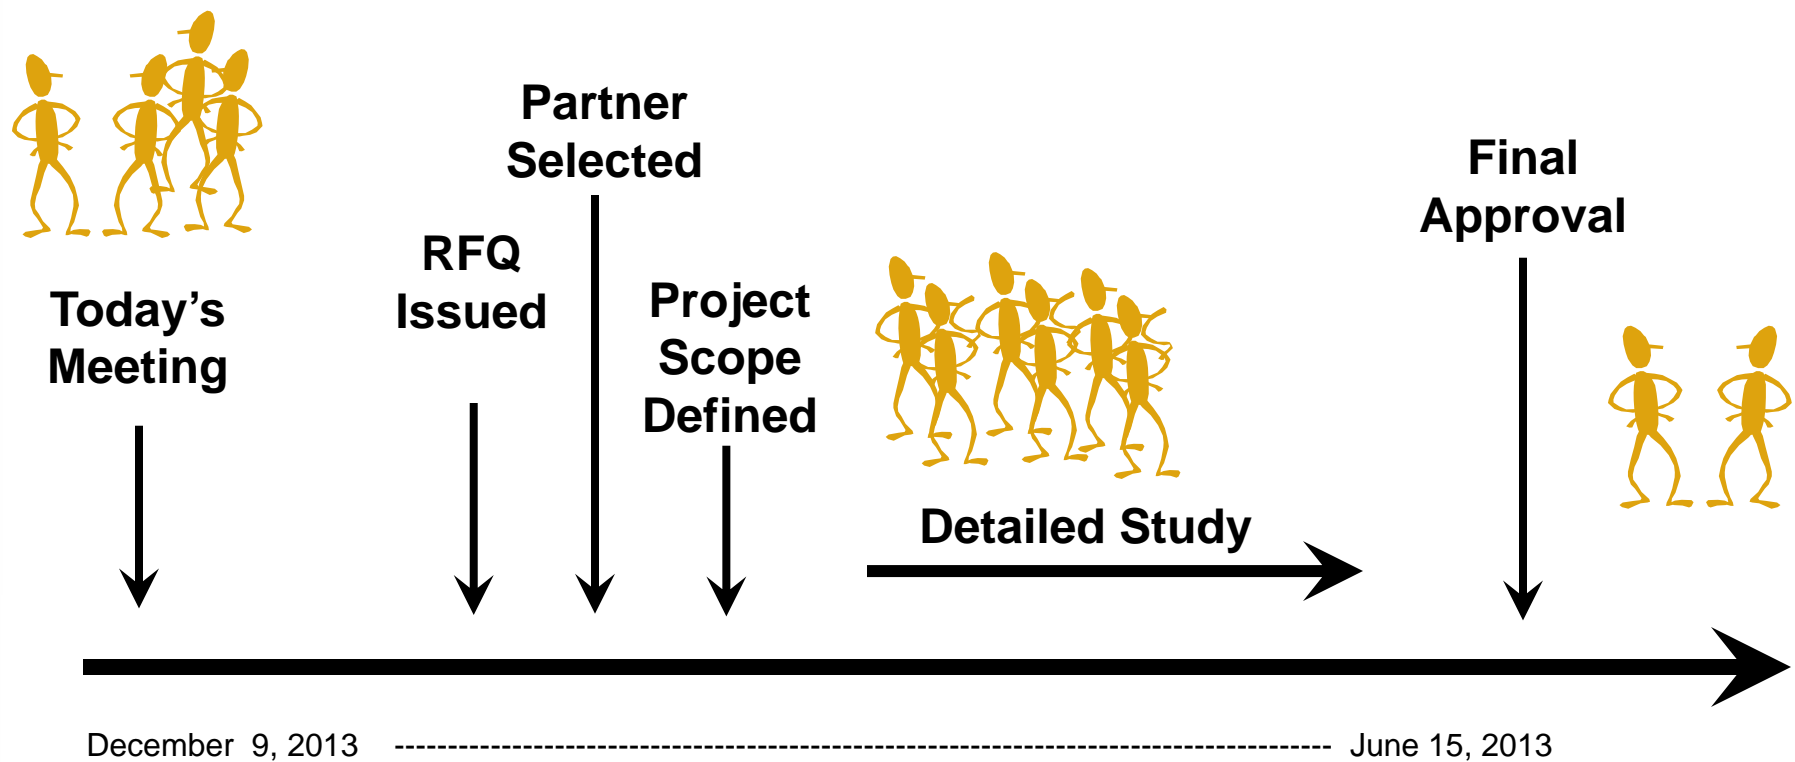 Today’s
Meeting
RFQ
Issued
Partner
Selected
Project
Scope
Defined
Detailed Study
Final
Approval
December  9, 2013 ---------------------------------------------------------------------------------------------------------- June 15, 2013